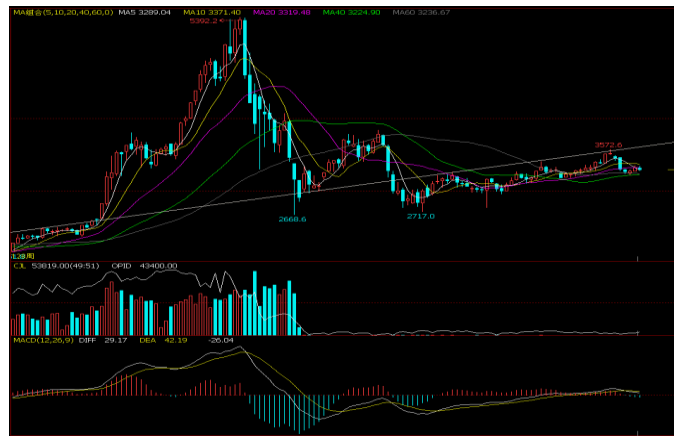 MA组合(5,10,20,40,60,0) MA5 3289.04 MA10 3371.40 MA20 3319.48 MA40 3224.90 MA60 3236.67
5392.2
3572.6
2668.6
2717.0
CJL 53819.00(49:51) OPID 43400.00
MACD(12,26,9) DIFF 29.17 DEA 42.19 -26.04